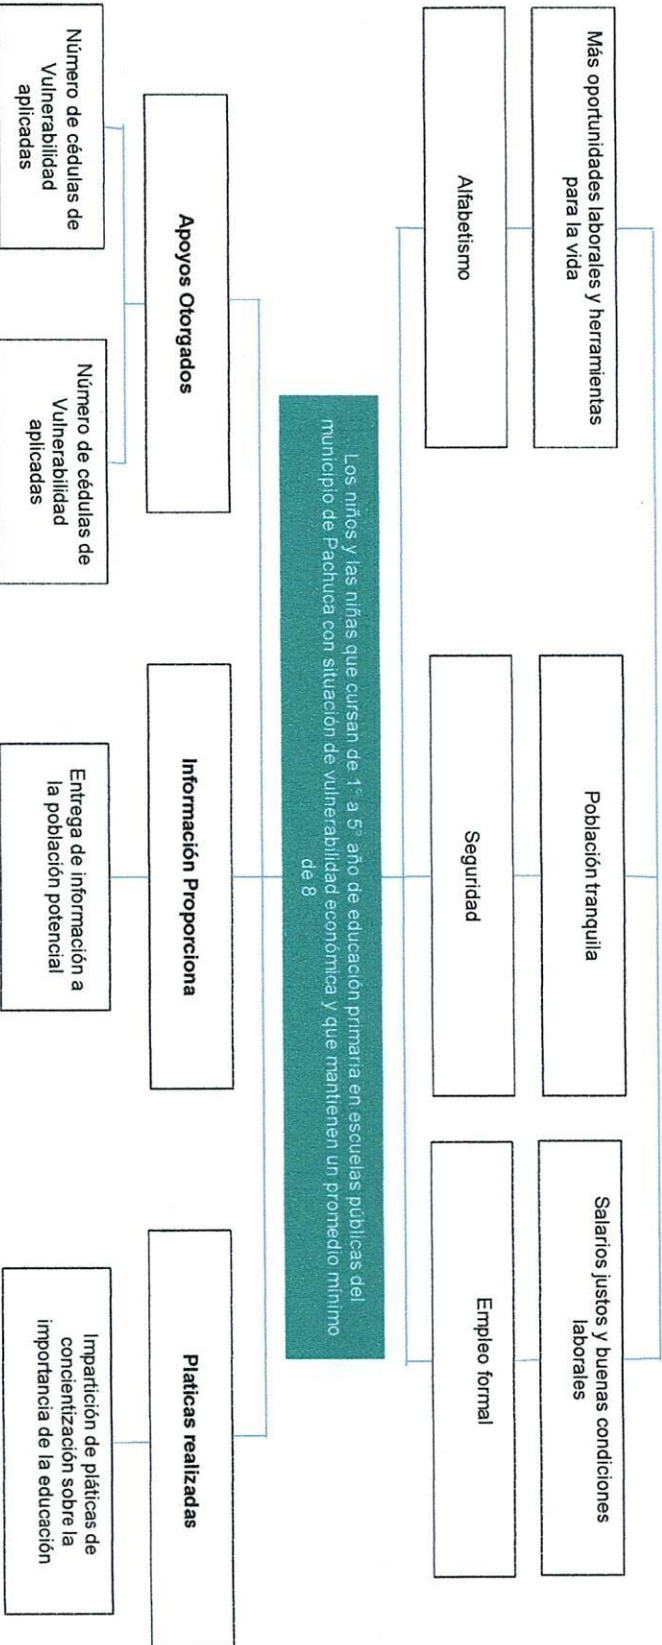 Más oportunidades laborales y herramientas
para la vida
Población tranquila
Salarios justos y buenas condiciones
laborales
Alfabetismo
Seguridad
Empleo formal
Los niños y las niñas que cursan de 1° a 5° año de educación primaria en escuelas públicas del
municipio de Pachuca con situación de vulnerabilidad económica y que mantienen un promedio mínimo
de 8
Apoyos Otorgados
Información Proporciona
Platicas realizadas
Número de cédulas de
Vulnerabilidad
aplicadas
Número de cédulas de
Vulnerabilidad
aplicadas
Entrega de información a
la población potencial
Impartición de pláticas de
concientización sobre la
importancia de la educación